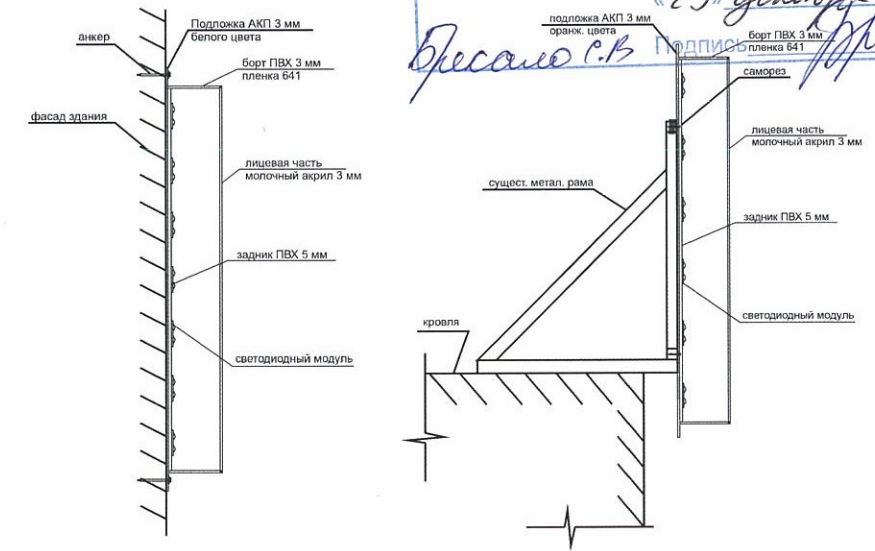 Подложка АКП 3 мм
белого цвета
анкер
борт ПВХ 3 мм
пленка 641
фасад здания
лицевая часть
молочный акрил 3 мм
задник ПВХ 5 мм
светодиодный модуль
подложка АКП 3 мм
оранж. цвета
Подпись
борт ПВХ 3 мм
пленка 641
саморез
лицевая часть
молочный акрил 3 мм
сущест. метал. рама
задник ПВХ 5 мм
светодиодный модуль
кровля